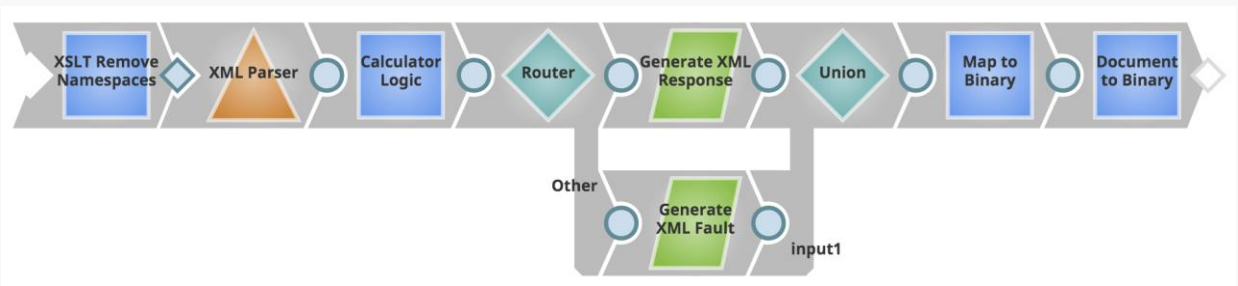 XSLT Remove
Namespaces
XML Parser
Calculator
Logic
Router
Generate XML
Response
Union
Map to
Binary
Document
to Binary
Other
Generate
XML Fault
input1